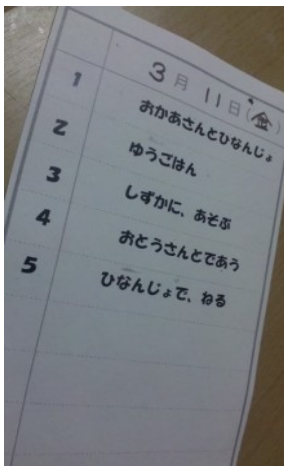 3月 11日(金)
1 おかあさんとひなんじょ
2 ゆうごはん
3 しずかに、あそぶ
4 おとうさんとであう
5 ひなんじょで、ねる